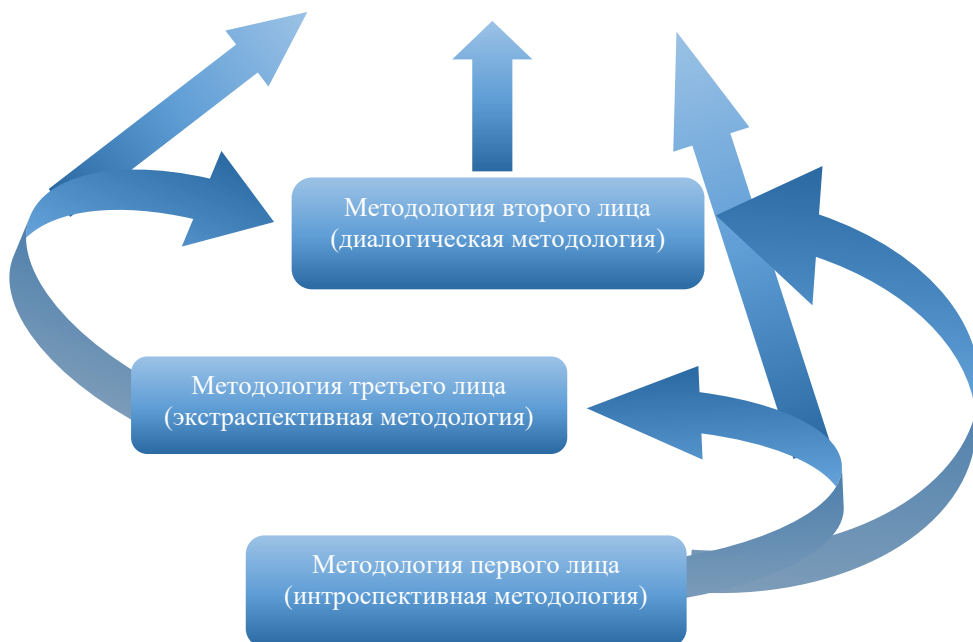 Методология второго лица
(диалогическая методология)
Методология третьего лица
(экстраспективная методология)
Методология первого лица
(интроспективная методология)